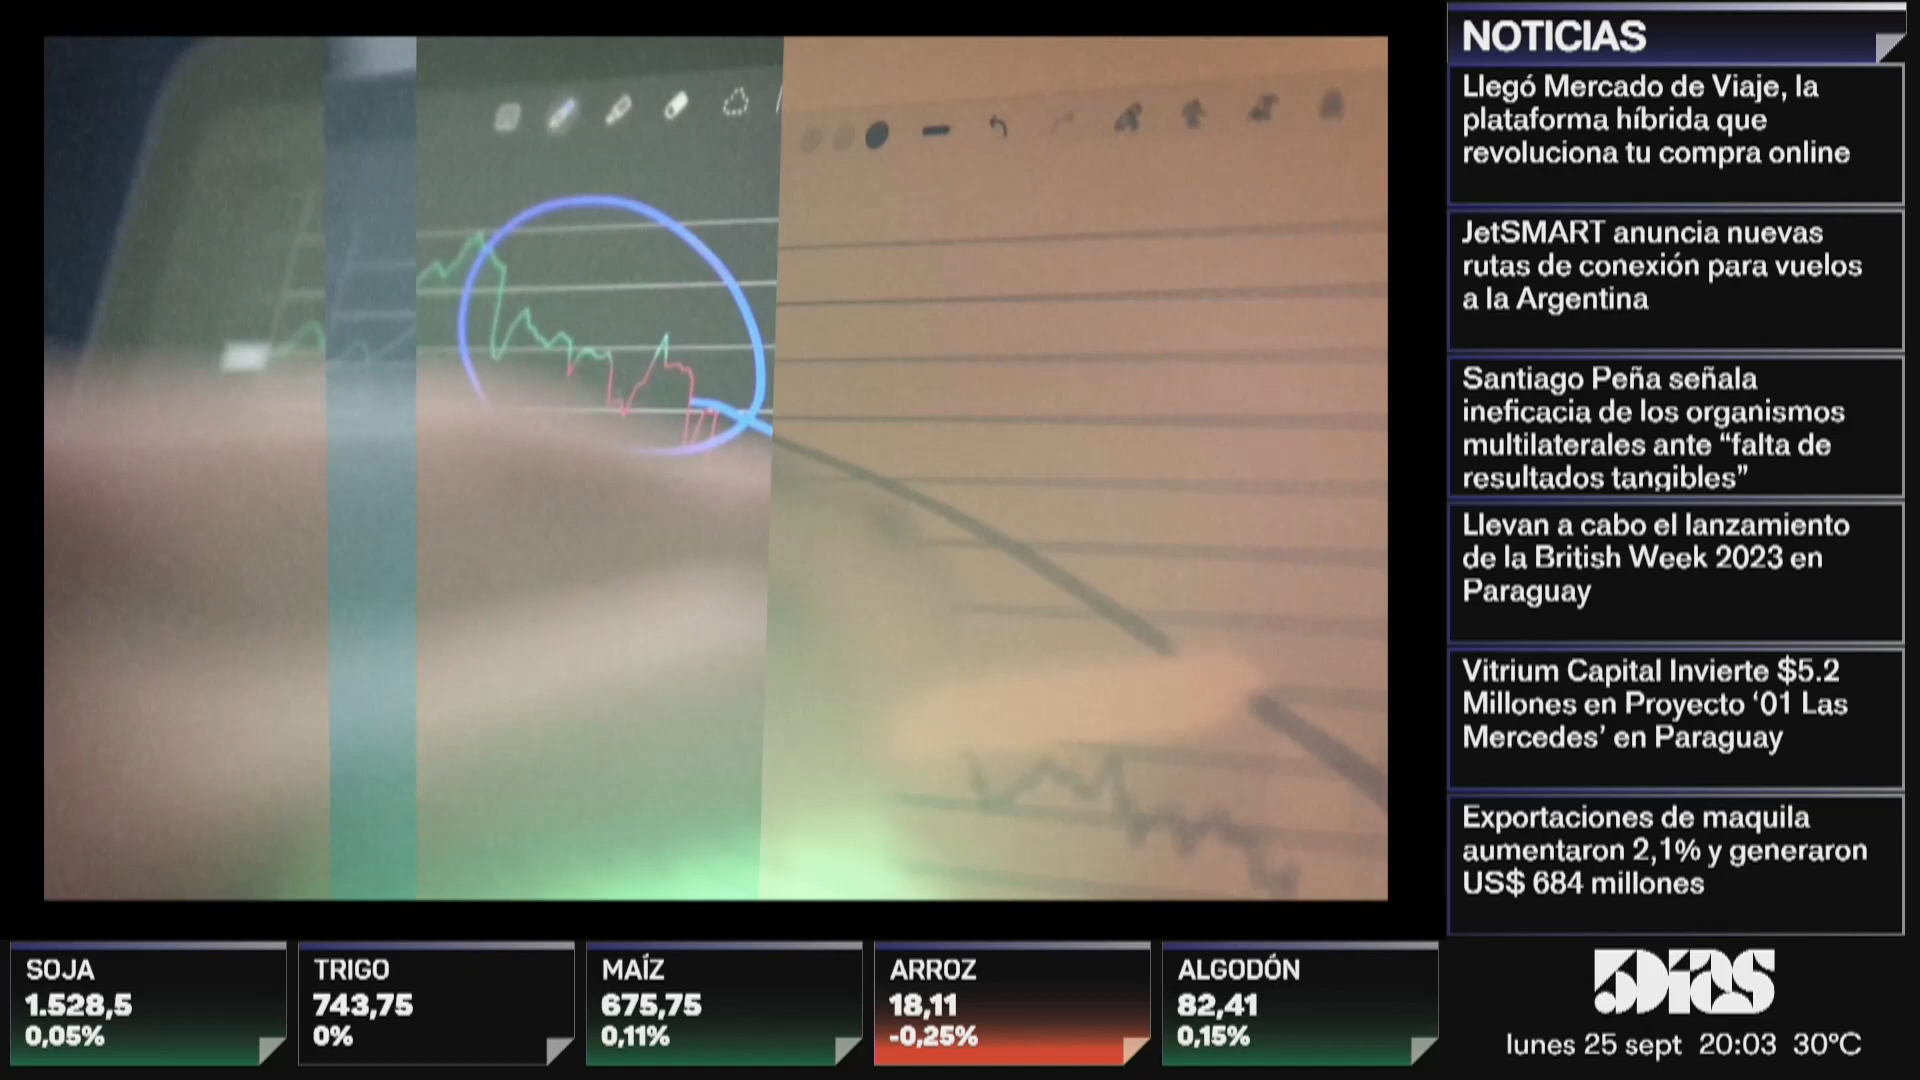 NOTICIAS
Llegó Mercado de Viaje, la
plataforma híbrida que
revoluciona tu compra online
JetSMART anuncia nuevas
rutas de conexión para vuelos
a la Argentina
Santiago Peña señala
ineficacia de los organismos
multilaterales ante “falta de
resultados tangibles”
Llevan a cabo el lanzamiento
de la British Week 2023 en
Paraguay
Vitrium Capital Invierte $5.2
Millones en Proyecto ‘01 Las
Mercedes’ en Paraguay
Exportaciones de maquila
aumentaron 2,1% y generaron
US$ 684 millones
SOJA
1.528,5
0,05%
TRIGO
743,75
0%
MAÍZ
675,75
0,11%
ARROZ
18,11
-0,25%
ALGODÓN
82,41
0,15%
5Días
lunes 25 sept 20:03 30°C